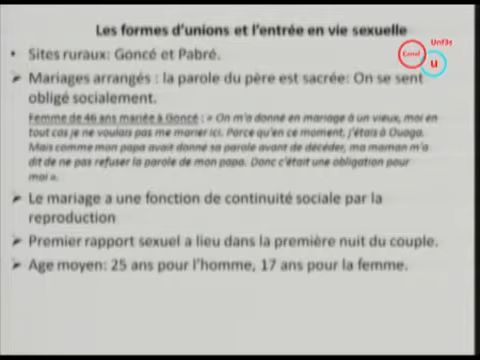 Les formes d'unions et l'entrée en vie sexuelle
Unf3s
Canal
U
• Sites ruraux: Goncé et Pabré.
➤ Mariages arrangés : la parole du père est sacrée: On se sent
obligé socialement.
Femme de 46 ans mariée à Goncé : « On m'a donné en mariage à un vieux, moi en
tout cas je ne voulais pas me marier ici. Parce qu'en ce moment, j'étais à Ouaga.
Mais comme mon papa avait donné sa parole avant de décéder, ma maman m'a
dit de ne pas refuser la parole de mon papa. Donc c'était une obligation pour
moi ».
➤ Le mariage a une fonction de continuité sociale par la
reproduction
➤ Premier rapport sexuel a lieu dans la première nuit du couple.
➤ Age moyen: 25 ans pour l'homme, 17 ans pour la femme.